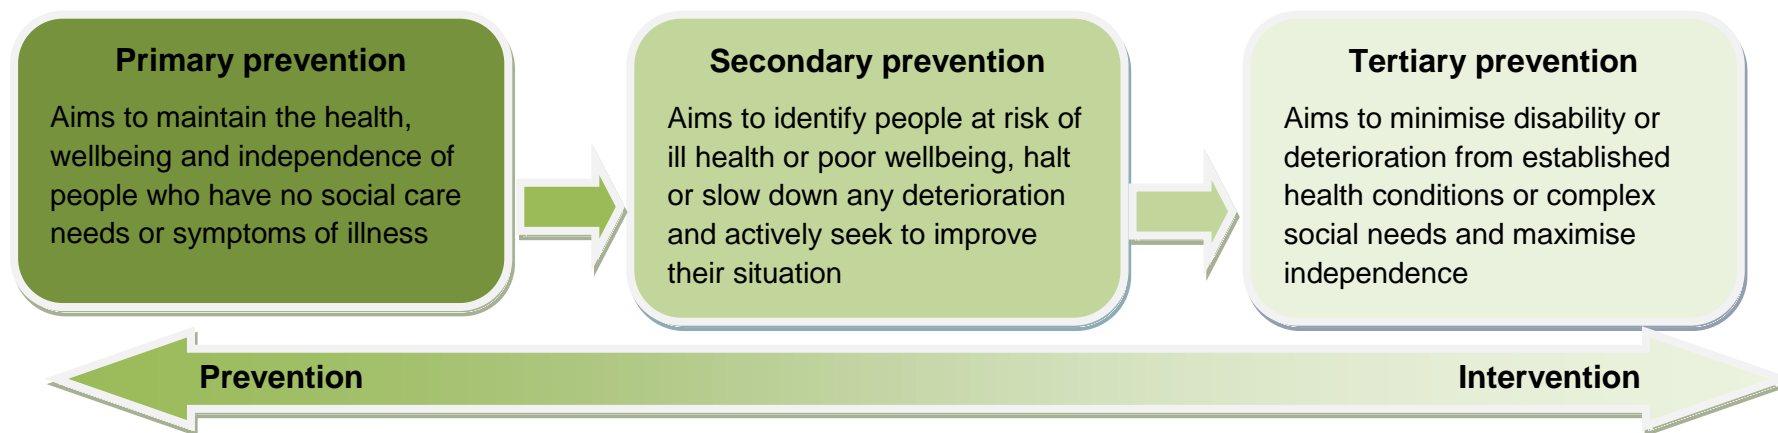 Primary prevention
Aims to maintain the health,
wellbeing and independence of
people who have no social care
needs or symptoms of illness
Secondary prevention
Aims to identify people at risk of
ill health or poor wellbeing, halt
or slow down any deterioration
and actively seek to improve
their situation
Tertiary prevention
Aims to minimise disability or
deterioration from established
health conditions or complex
social needs and maximise
independence
Prevention
Intervention